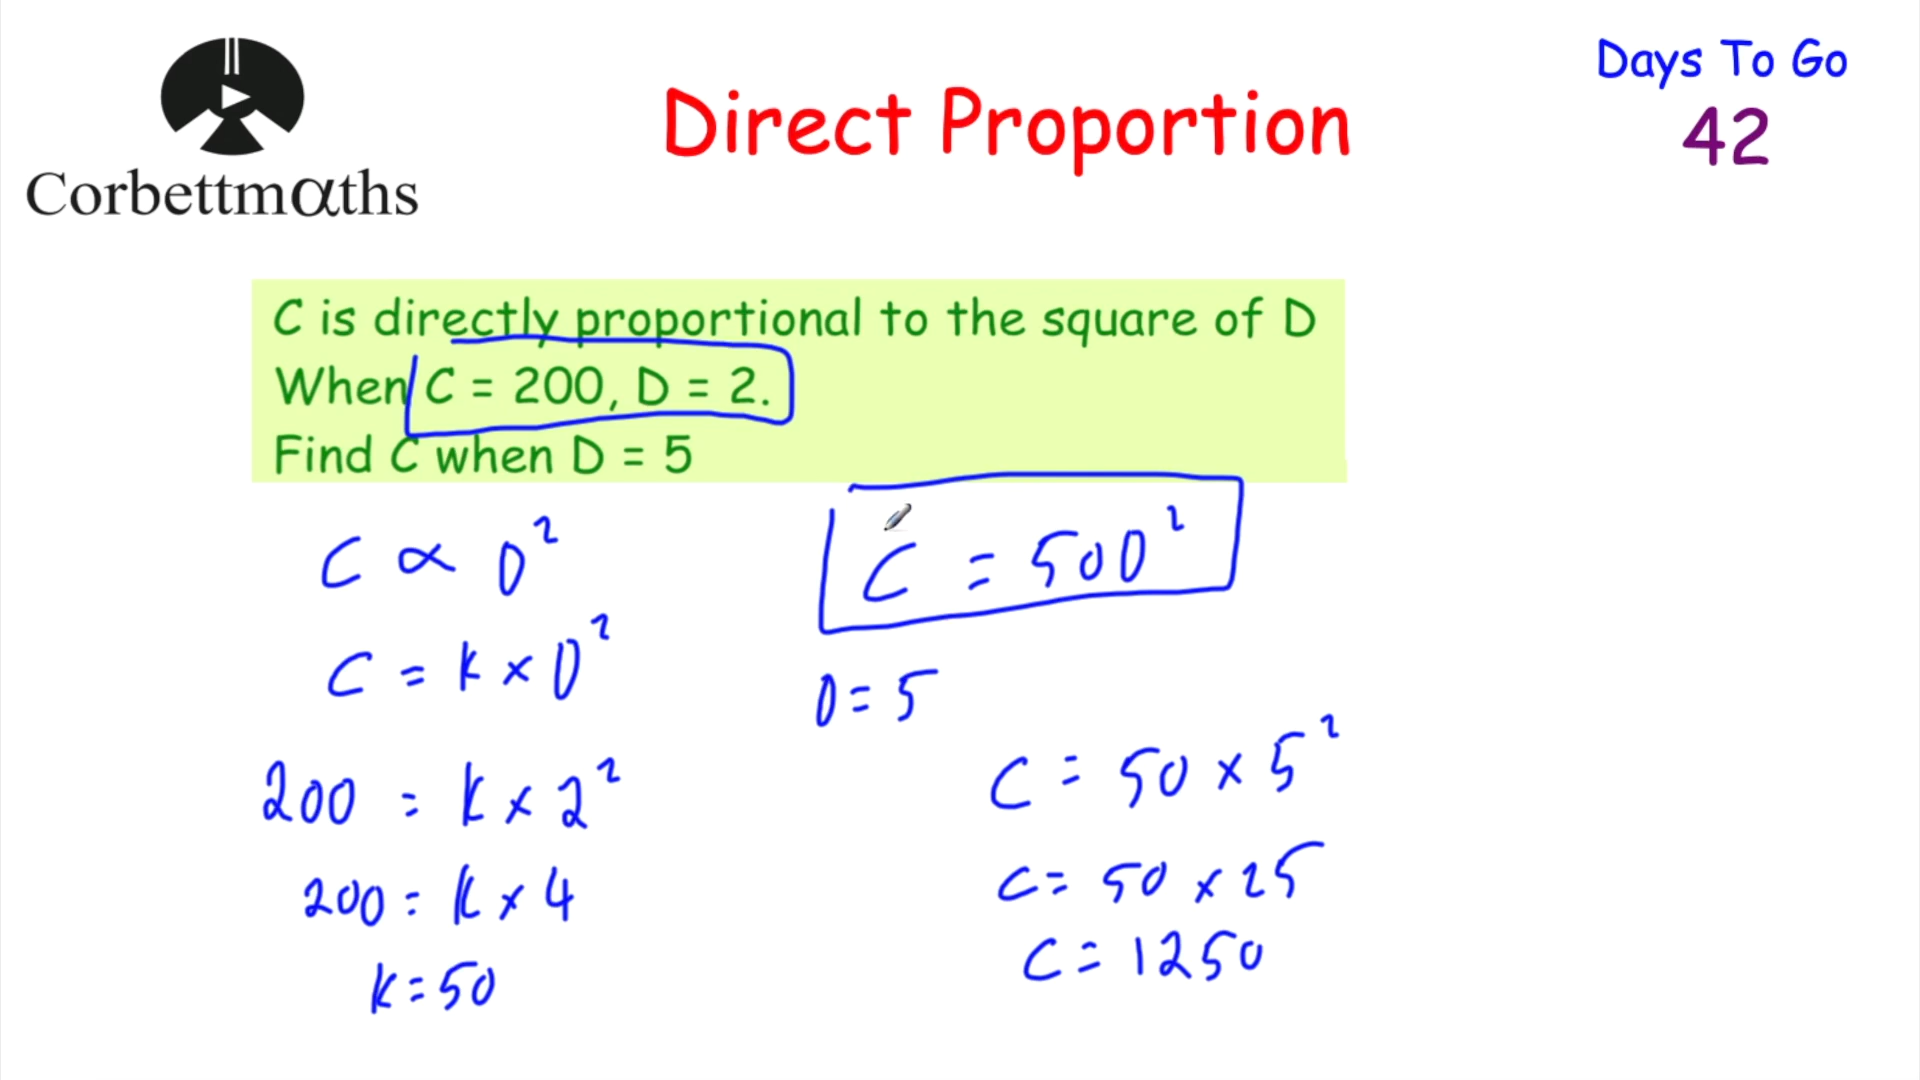 Corbettmαths
Direct Proportion
Days To Go
42
C is directly proportional to the square of D
When C = 200, D = 2.
Find C when D = 5
C ∝ D²
C = k × D²
200 = k × 2²
200 = k × 4
k = 50
C = 50D²
D = 5
C = 50 × 5²
C = 50 × 25
C = 1250